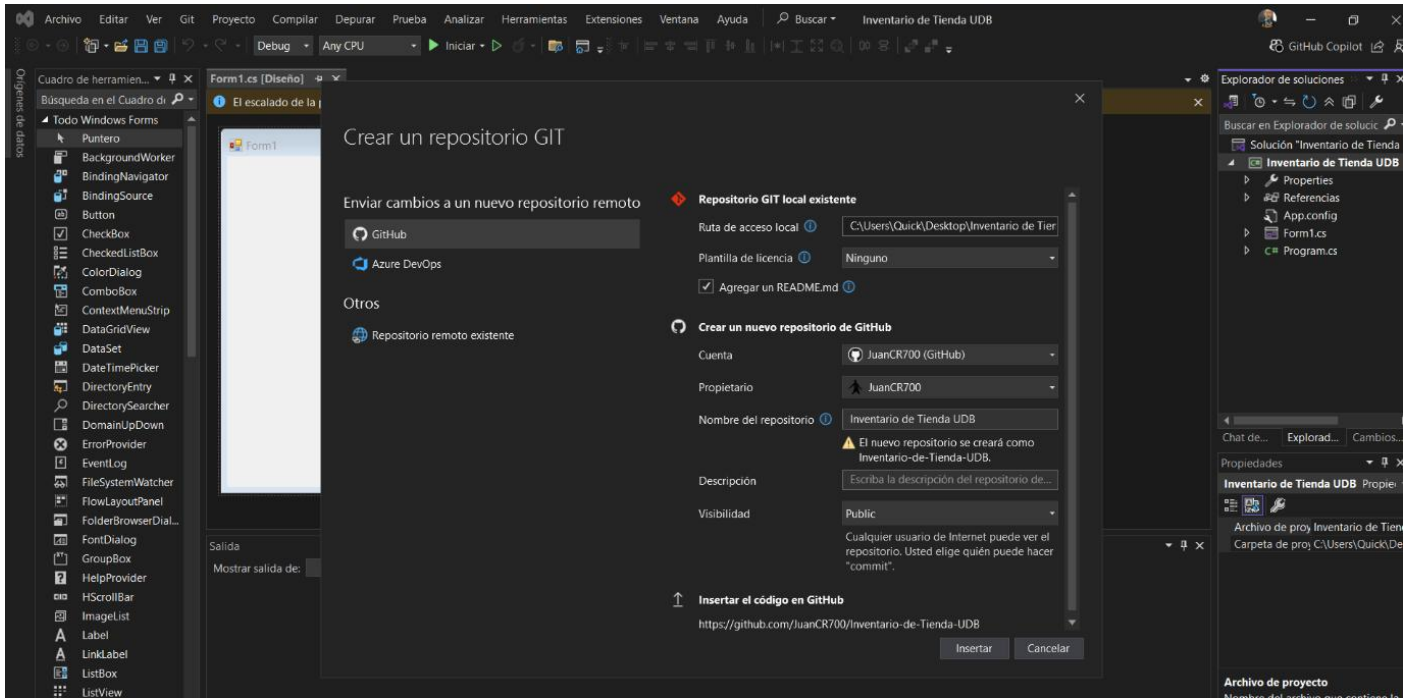 Archivo Editar Ver Git Proyecto Compilar Depurar Prueba Analizar Herramientas Extensiones Ventana Ayuda Buscar Inventario de Tienda UDB
Debug Any CPU Iniciar GitHub Copilot
Orígenes de datos
Cuadro de herramien...
Búsqueda en el Cuadro d
Todo Windows Forms
Puntero
BackgroundWorker
BindingNavigator
BindingSource
Button
CheckBox
CheckedListBox
ColorDialog
ComboBox
ContextMenuStrip
DataGridView
DataSet
DateTimePicker
DirectoryEntry
DirectorySearcher
DomainUpDown
ErrorProvider
EventLog
FileSystemWatcher
FlowLayoutPanel
FolderBrowserDial...
FontDialog
GroupBox
HelpProvider
HScrollBar
ImageList
Label
LinkLabel
ListBox
ListView
Form1.cs [Diseño]
El escalado de la
Form1
Salida
Mostrar salida de:
Crear un repositorio GIT
Enviar cambios a un nuevo repositorio remoto
GitHub
Azure DevOps
Otros
Repositorio remoto existente
Repositorio GIT local existente
Ruta de acceso local C:\Users\Quick\Desktop\Inventario de Tier
Plantilla de licencia Ninguno
Agregar un README.md
Crear un nuevo repositorio de GitHub
Cuenta JuanCR700 (GitHub)
Propietario JuanCR700
Nombre del repositorio Inventario de Tienda UDB
El nuevo repositorio se creará como
Inventario-de-Tienda-UDB.
Descripción Escriba la descripción del repositorio de...
Visibilidad Public
Cualquier usuario de Internet puede ver el
repositorio. Usted elige quién puede hacer
"commit".
Insertar el código en GitHub
https://github.com/JuanCR700/Inventario-de-Tienda-UDB
Insertar Cancelar
Explorador de soluciones
Buscar en Explorador de solucic
Solución "Inventario de Tienda
Inventario de Tienda UDB
Properties
Referencias
App.config
Form1.cs
C# Program.cs
Chat de... Explorad... Cambios...
Propiedades
Inventario de Tienda UDB Propie
Archivo de proy Inventario de Tien
Carpeta de proy C:\Users\Quick\De
Archivo de proyecto
Nombre del archivo que contiene la